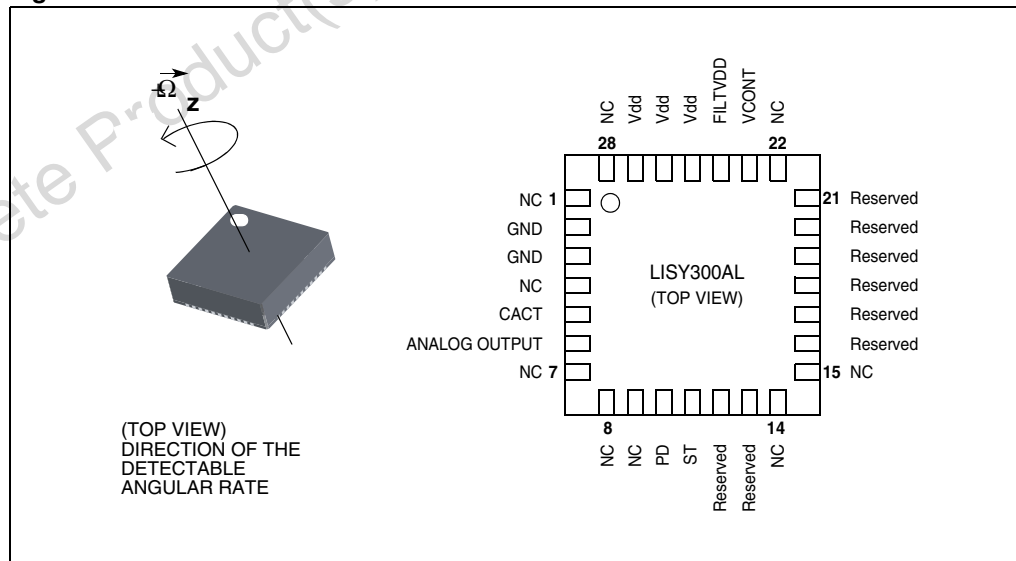 ete Product(s)
Ω
z
(TOP VIEW)
DIRECTION OF THE
DETECTABLE
ANGULAR RATE
NC
Vdd
Vdd
Vdd
FILTVDD
VCONT
NC
28
22
NC 1
GND
GND
NC
CACT
ANALOG OUTPUT
NC 7
LISY300AL
(TOP VIEW)
21 Reserved
Reserved
Reserved
Reserved
Reserved
Reserved
15 NC
8
14
NC
NC
PD
ST
Reserved
Reserved
NC